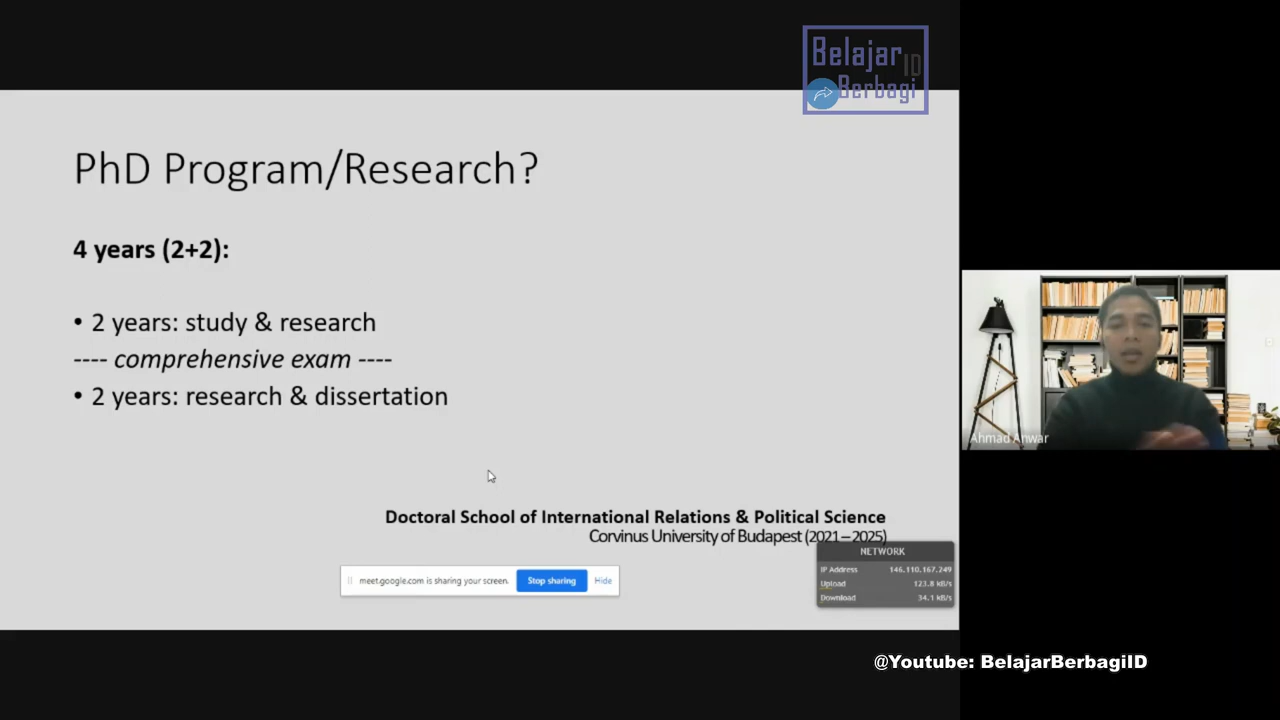 Belajar
ID
Berbagi
PhD Program/Research?
4 years (2+2):
• 2 years: study & research
---- comprehensive exam ----
• 2 years: research & dissertation
Ahmad Anwar
Doctoral School of International Relations & Political Science
Corvinus University of Budapest (2021–2025)
NETWORK
IP Address 146.110.167.249
Upload 123.8 kB/s
Download 34.1 kB/s
meet.google.com is sharing your screen. Stop sharing Hide
@Youtube: BelajarBerbagiID